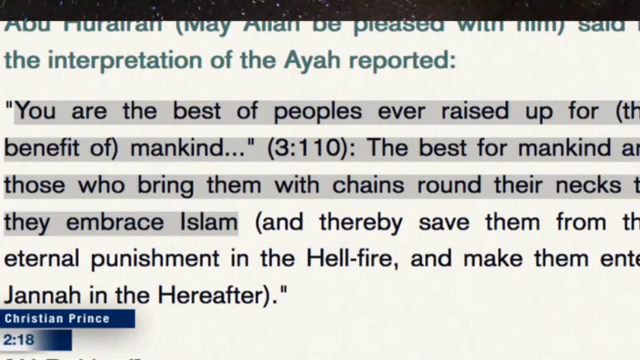 Abu Hurairah (May Allah be pleased with him) said
the interpretation of the Ayah reported:
"You are the best of peoples ever raised up for (th
benefit of) mankind..." (3:110): The best for mankind ar
those who bring them with chains round their necks t
they embrace Islam (and thereby save them from th
eternal punishment in the Hell-fire, and make them ente
Jannah in the Hereafter)."
Christian Prince
2:18